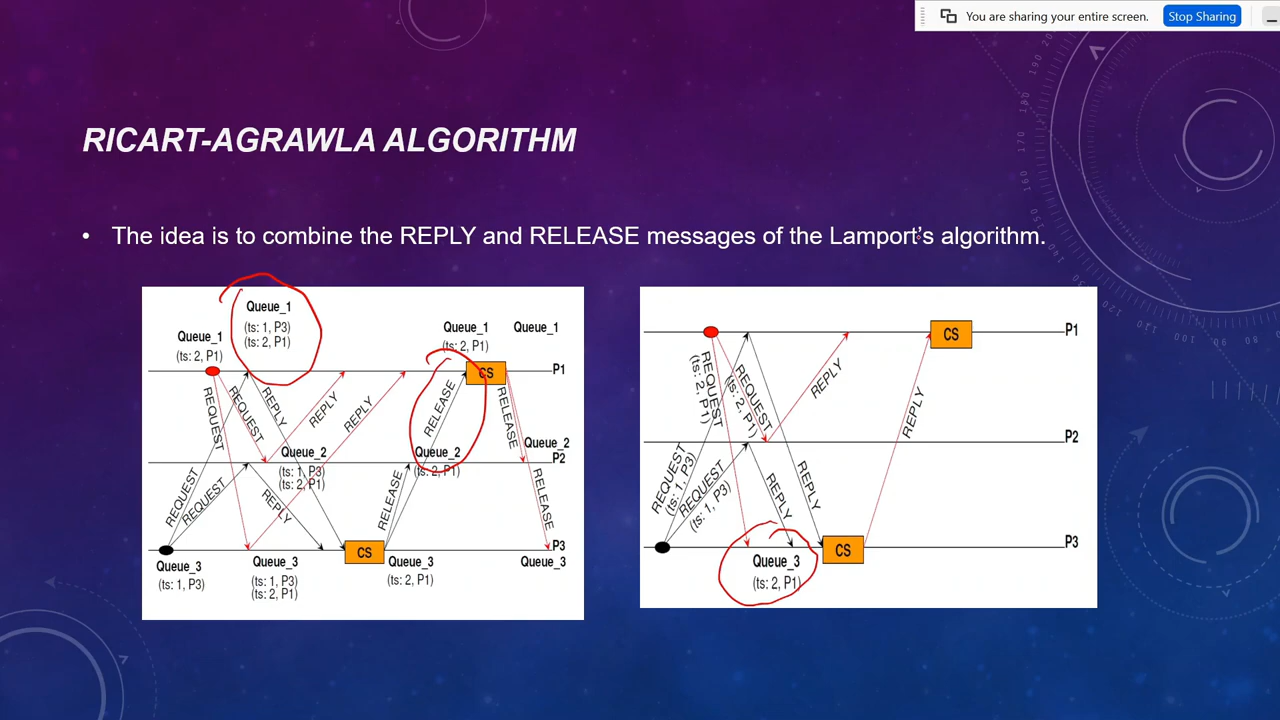 You are sharing your entire screen.
Stop Sharing
RICART-AGRAWLA ALGORITHM
• The idea is to combine the REPLY and RELEASE messages of the Lamport's algorithm.
Queue_1
(ts: 2, P1)
Queue_1
(ts: 1, P3)
(ts: 2, P1)
Queue_1
(ts: 2, P1)
Queue_1
CS
P1
REQUEST
REQUEST
REPLY
REPLY
REPLY
RELEASE
RELEASE
Queue_2
(ts: 1, P3)
(ts: 2, P1)
Queue_2
(ts: 2, P1)
Queue_2
P2
REQUEST
REQUEST
REPLY
RELEASE
RELEASE
CS
P3
Queue_3
(ts: 1, P3)
Queue_3
(ts: 1, P3)
(ts: 2, P1)
Queue_3
(ts: 2, P1)
Queue_3
CS
P1
REQUEST
(ts: 2, P1)
REQUEST
(ts: 2, P1)
REPLY
REPLY
P2
REQUEST
(ts: 1, P3)
REQUEST
(ts: 1, P3)
REPLY
REPLY
CS
P3
Queue_3
(ts: 2, P1)